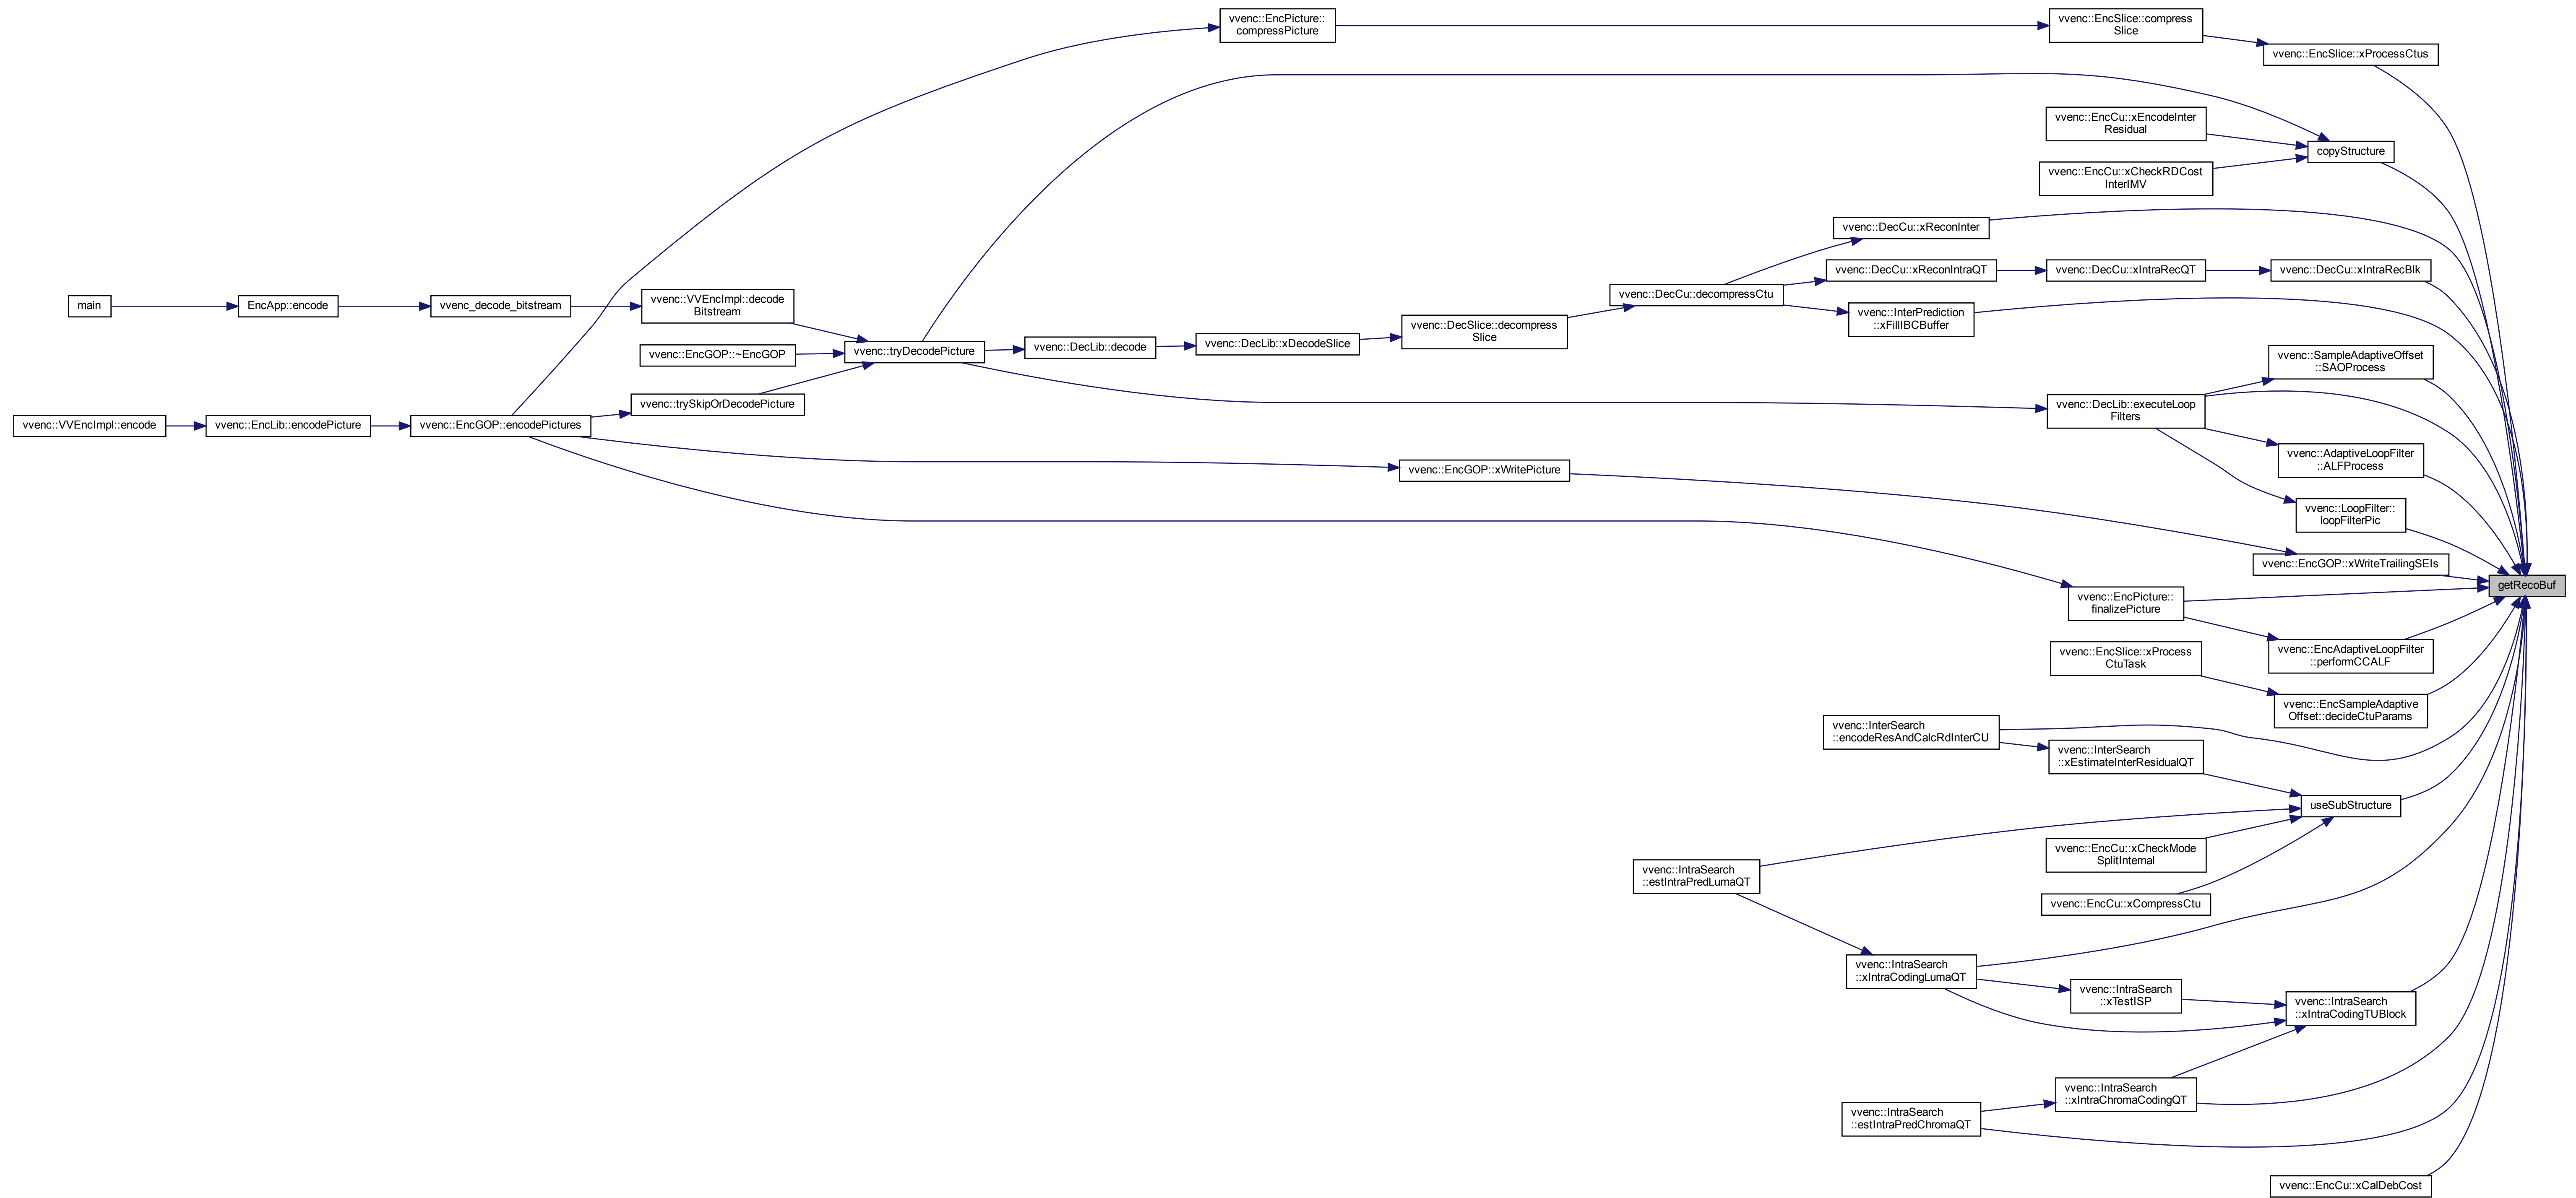 vvenc::EncPicture::
compressPicture
vvenc::EncSlice::compress
Slice
vvenc::EncSlice::xProcessCtus
vvenc::EncCu::xEncodeInter
Residual
copyStructure
vvenc::EncCu::xCheckRDCost
InterIMV
vvenc::DecCu::xReconInter
vvenc::DecCu::xReconIntraQT
vvenc::DecCu::xIntraRecQT
vvenc::DecCu::xIntraRecBlk
main
EncApp::encode
vvenc_decode_bitstream
vvenc::VVEncImpl::decode
Bitstream
vvenc::DecCu::decompressCtu
vvenc::InterPrediction
::xFillIBCBuffer
vvenc::EncGOP::~EncGOP
vvenc::tryDecodePicture
vvenc::DecLib::decode
vvenc::DecLib::xDecodeSlice
vvenc::DecSlice::decompress
Slice
vvenc::SampleAdaptiveOffset
::SAOProcess
vvenc::VVEncImpl::encode
vvenc::EncLib::encodePicture
vvenc::EncGOP::encodePictures
vvenc::trySkipOrDecodePicture
vvenc::DecLib::executeLoop
Filters
vvenc::AdaptiveLoopFilter
::ALFProcess
vvenc::EncGOP::xWritePicture
vvenc::LoopFilter::
loopFilterPic
vvenc::EncGOP::xWriteTrailingSEIs
getRecoBuf
vvenc::EncPicture::
finalizePicture
vvenc::EncAdaptiveLoopFilter
::performCCALF
vvenc::EncSlice::xProcess
CtuTask
vvenc::EncSampleAdaptive
Offset::decideCtuParams
vvenc::InterSearch
::encodeResAndCalcRdInterCU
vvenc::InterSearch
::xEstimateInterResidualQT
useSubStructure
vvenc::EncCu::xCheckMode
SplitInternal
vvenc::IntraSearch
::estIntraPredLumaQT
vvenc::EncCu::xCompressCtu
vvenc::IntraSearch
::xIntraCodingLumaQT
vvenc::IntraSearch
::xTestISP
vvenc::IntraSearch
::xIntraCodingTUBlock
vvenc::IntraSearch
::xIntraChromaCodingQT
vvenc::IntraSearch
::estIntraPredChromaQT
vvenc::EncCu::xCalDebCost